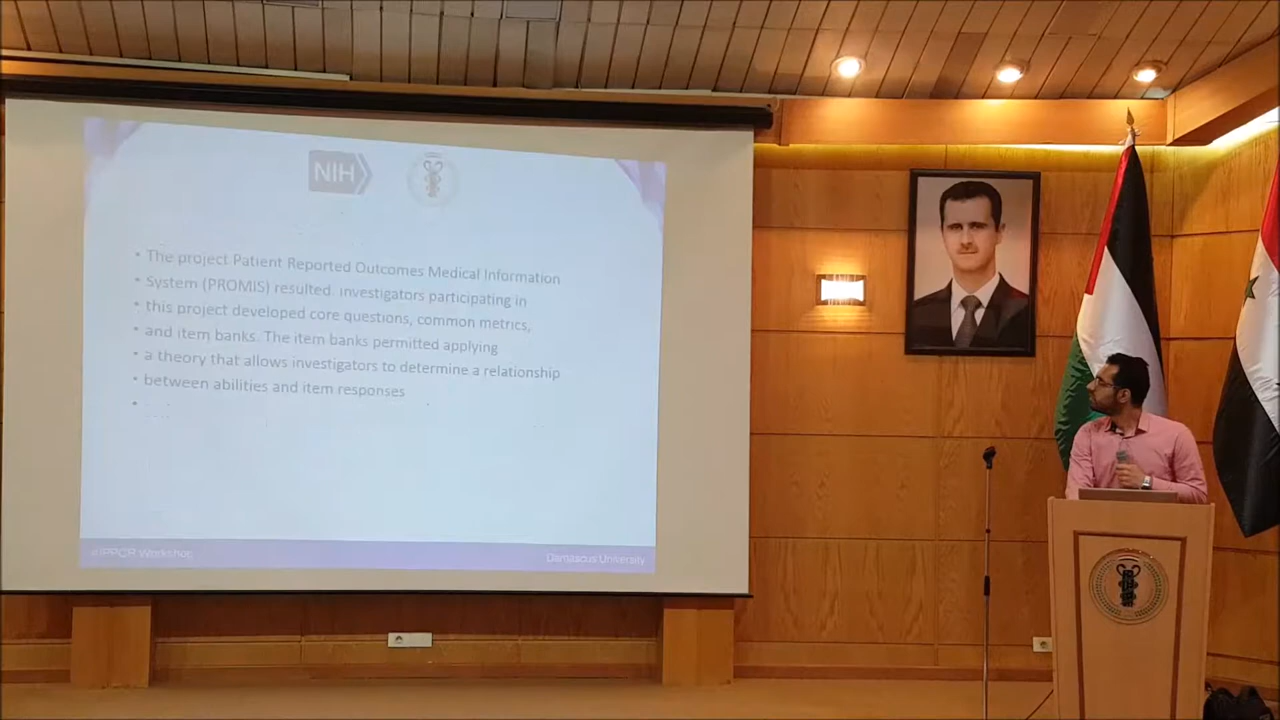 NIH
• The project Patient Reported Outcomes Medical Information
• System (PROMIS) resulted. investigators participating in
• this project developed core questions, common metrics,
• and item banks. The item banks permitted applying
• a theory that allows investigators to determine a relationship
• between abilities and item responses
•
Workshop
Damascus University